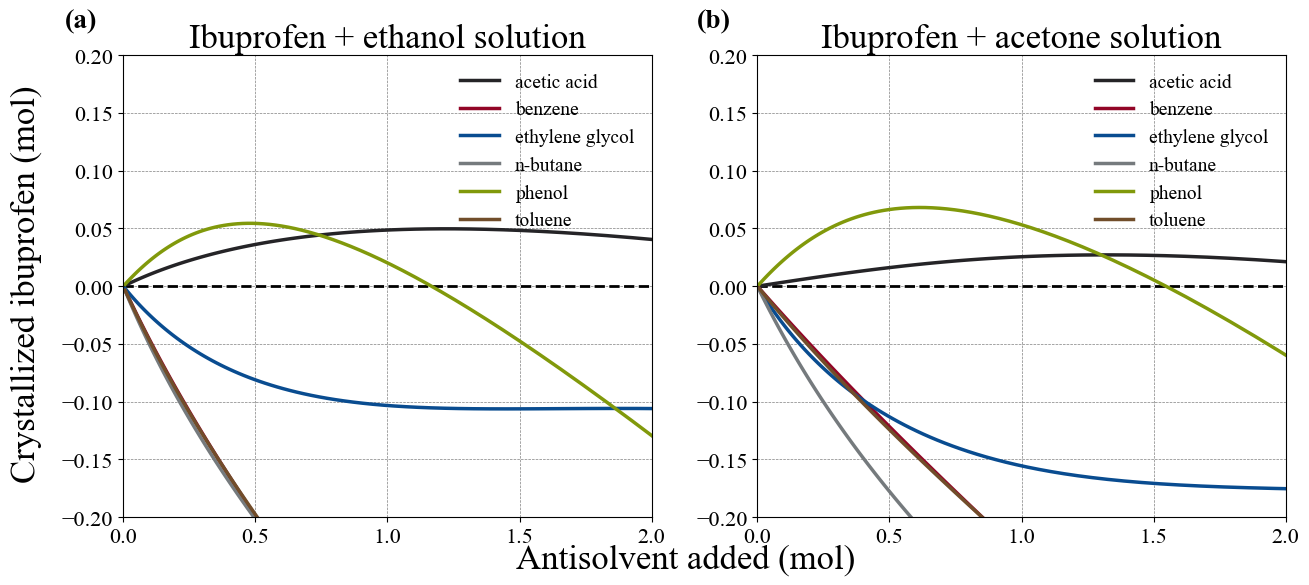 (a)
Ibuprofen + ethanol solution
(b)
Ibuprofen + acetone solution
Crystallized ibuprofen (mol)
0.20
0.15
0.10
0.05
0.00
−0.05
−0.10
−0.15
−0.20
acetic acid
benzene
ethylene glycol
n-butane
phenol
toluene
0.0 0.5 1.0 1.5 2.0
0.20
0.15
0.10
0.05
0.00
−0.05
−0.10
−0.15
−0.20
acetic acid
benzene
ethylene glycol
n-butane
phenol
toluene
0.0 0.5 1.0 1.5 2.0
Antisolvent added (mol)